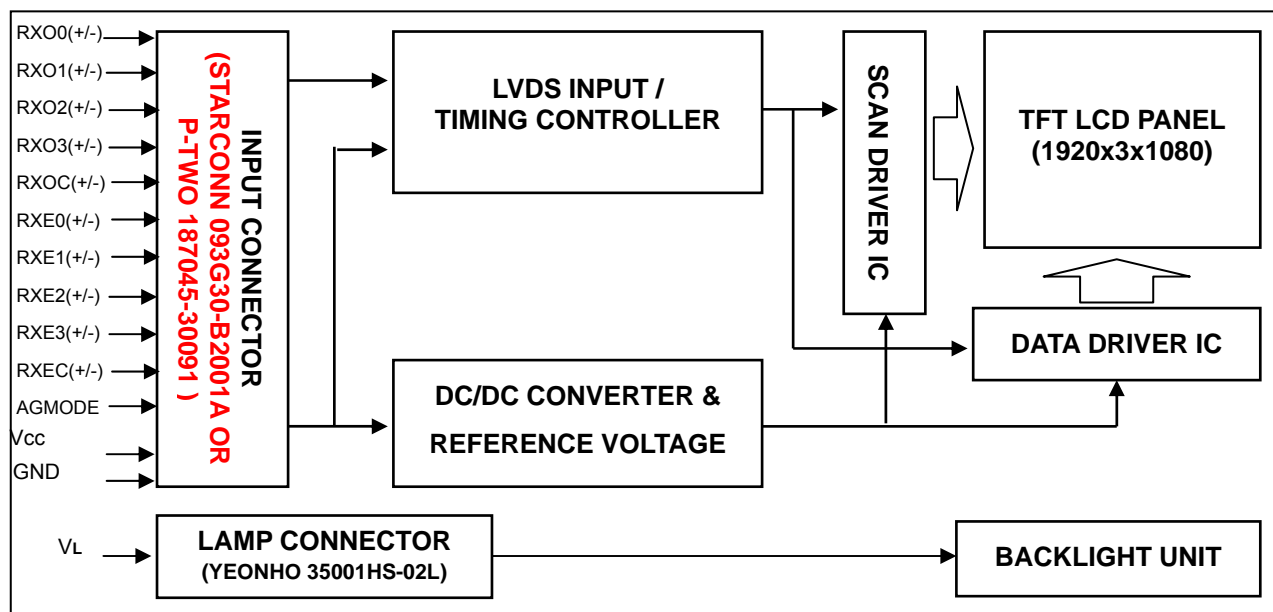 RXO0(+/-)
RXO1(+/-)
RXO2(+/-)
RXO3(+/-)
RXOC(+/-)
RXE0(+/-)
RXE1(+/-)
RXE2(+/-)
RXE3(+/-)
RXEC(+/-)
AGMODE
Vcc
GND
VL
INPUT CONNECTOR
(STARCONN 093G30-B2001A OR
P-TWO 187045-30091 )
LVDS INPUT /
TIMING CONTROLLER
SCAN DRIVER IC
TFT LCD PANEL
(1920x3x1080)
DATA DRIVER IC
DC/DC CONVERTER &
REFERENCE VOLTAGE
LAMP CONNECTOR
(YEONHO 35001HS-02L)
BACKLIGHT UNIT